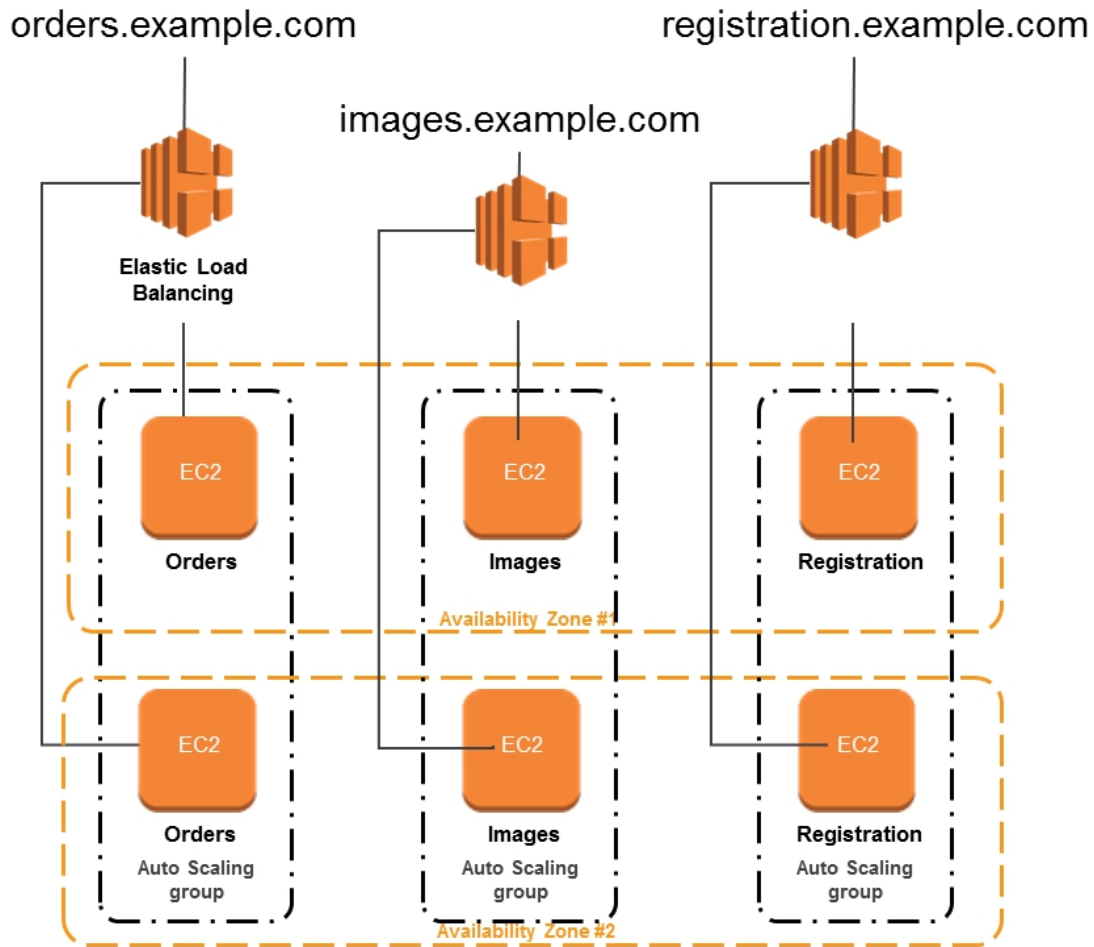 orders.example.com
registration.example.com
images.example.com
Elastic Load
Balancing
EC2
EC2
EC2
Orders
Images
Registration
Availability Zone #1
EC2
EC2
EC2
Orders
Images
Registration
Auto Scaling
group
Auto Scaling
group
Auto Scaling
group
Availability Zone #2